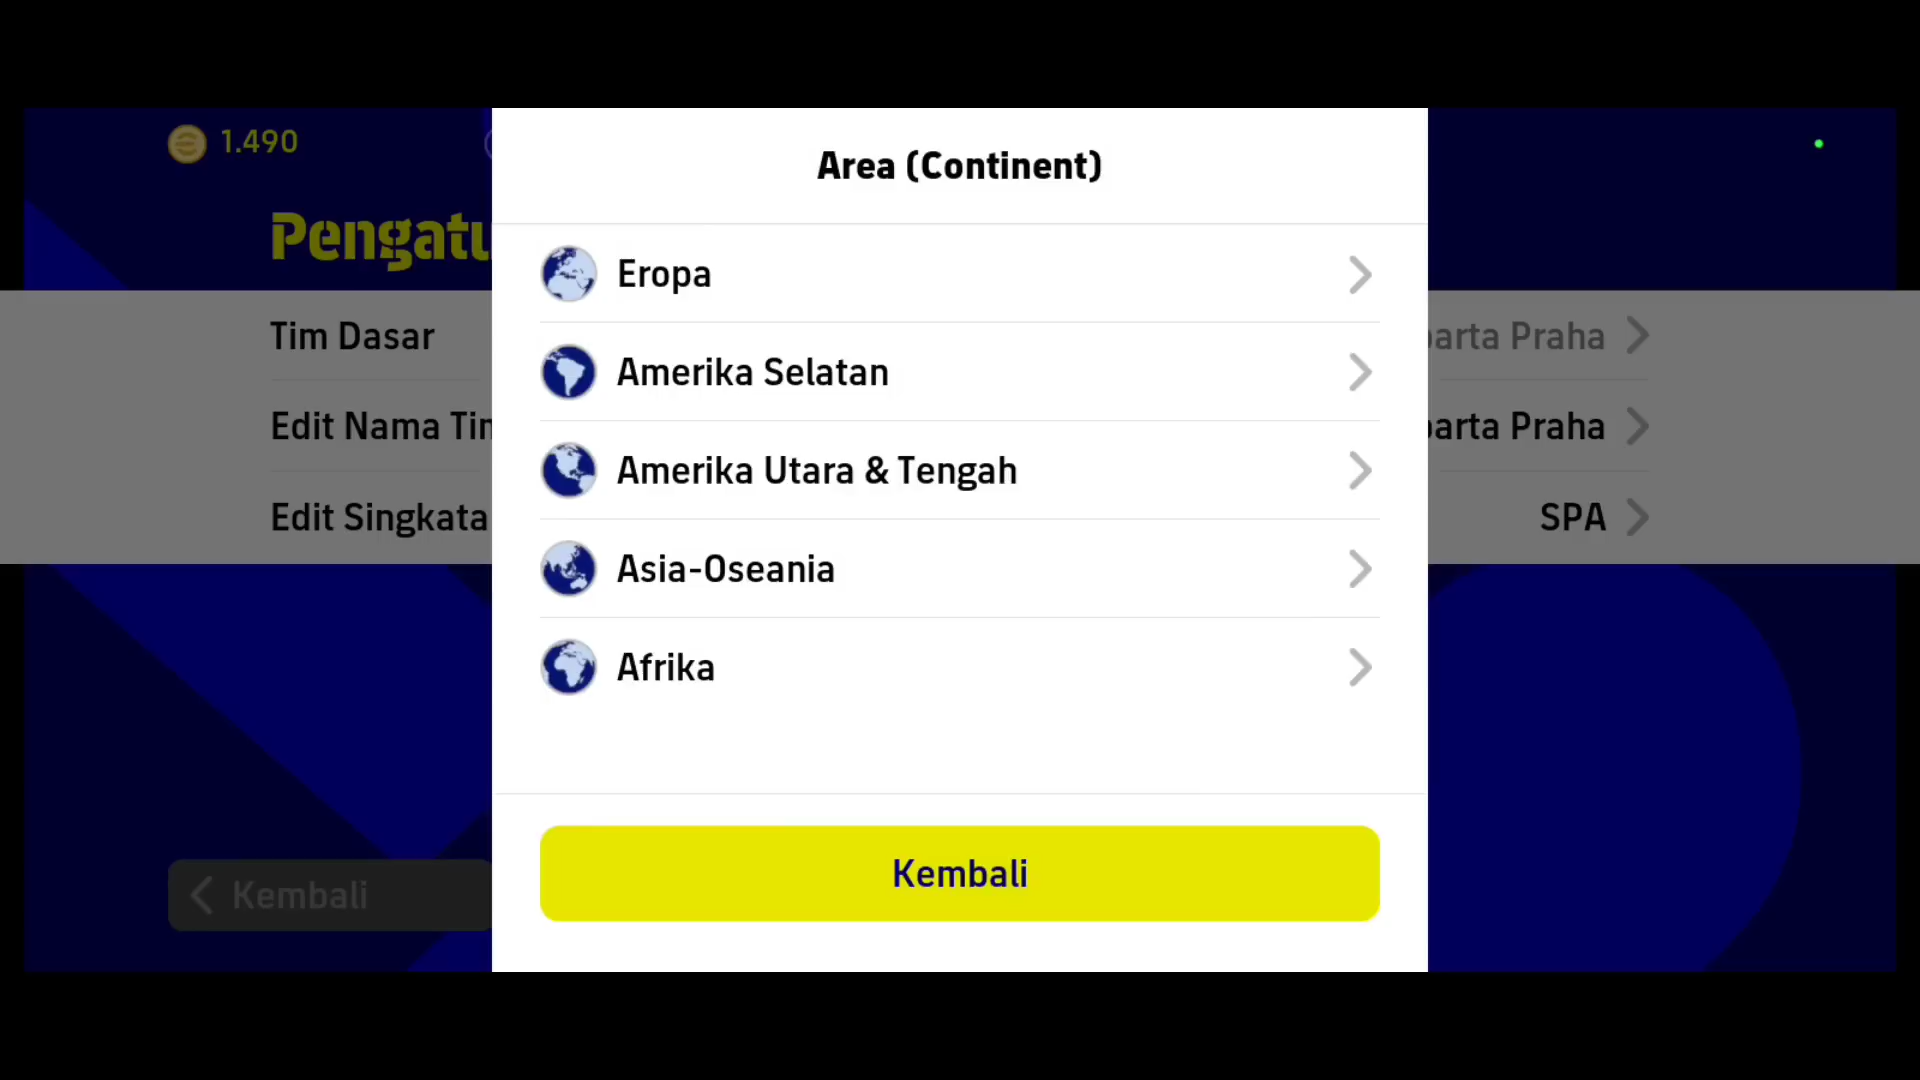 1.490
Area (Continent)
Pengatu
Eropa
Tim Dasar
arta Praha
Amerika Selatan
Edit Nama Tim
arta Praha
Amerika Utara & Tengah
Edit Singkata
SPA
Asia-Oseania
Afrika
Kembali
Kembali